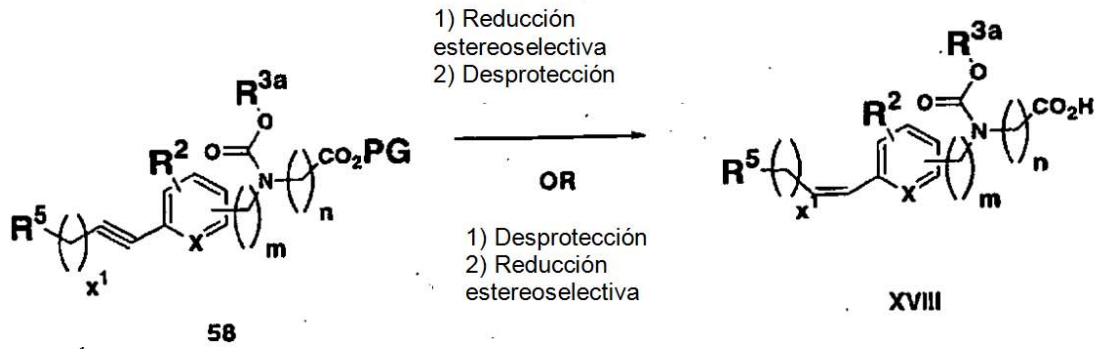 1) Reducción
estereoselectiva
2) Desprotección
OR
1) Desprotección
2) Reducción
estereoselectiva
R3a
O
O
R2
N
CO2PG
n
m
R5
x1
X
58
R3a
O
O
R2
N
CO2H
n
m
R5
x1
X
XVIII